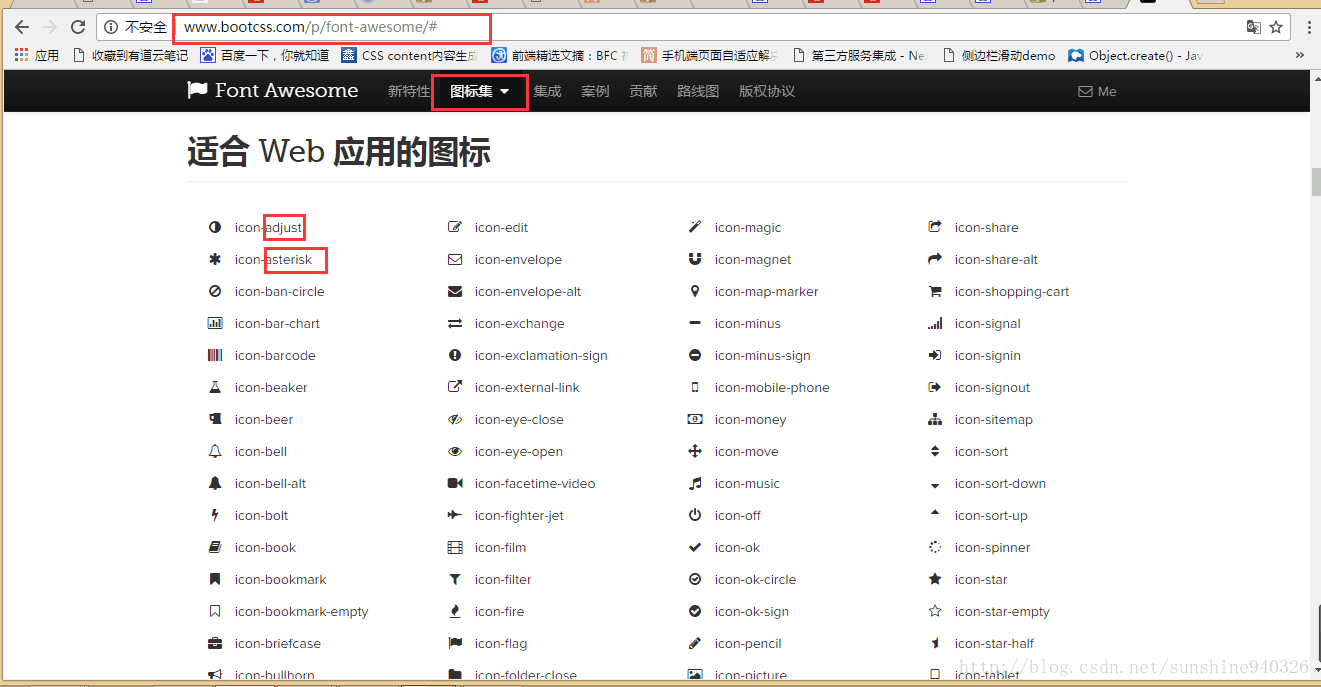 不安全 www.bootcss.com/p/font-awesome/#
应用 收藏到有道云笔记 百度一下，你就知道 CSS content内容生成 前端精选文摘：BFC 简 手机端页面自适应解 第三方服务集成 - Ne 侧边栏滑动demo Object.create() - Jav »
Font Awesome 新特性 图标集 集成 案例 贡献 路线图 版权协议 Me
适合 Web 应用的图标
icon-adjust icon-edit icon-magic icon-share
icon-asterisk icon-envelope icon-magnet icon-share-alt
icon-ban-circle icon-envelope-alt icon-map-marker icon-shopping-cart
icon-bar-chart icon-exchange icon-minus icon-signal
icon-barcode icon-exclamation-sign icon-minus-sign icon-signin
icon-beaker icon-external-link icon-mobile-phone icon-signout
icon-beer icon-eye-close icon-money icon-sitemap
icon-bell icon-eye-open icon-move icon-sort
icon-bell-alt icon-facetime-video icon-music icon-sort-down
icon-bolt icon-fighter-jet icon-off icon-sort-up
icon-book icon-film icon-ok icon-spinner
icon-bookmark icon-filter icon-ok-circle icon-star
icon-bookmark-empty icon-fire icon-ok-sign icon-star-empty
icon-briefcase icon-flag icon-pencil icon-star-half
icon-bullhorn icon-folder-close icon-picture icon-tablet
http://blog.csdn.net/sunshine940326